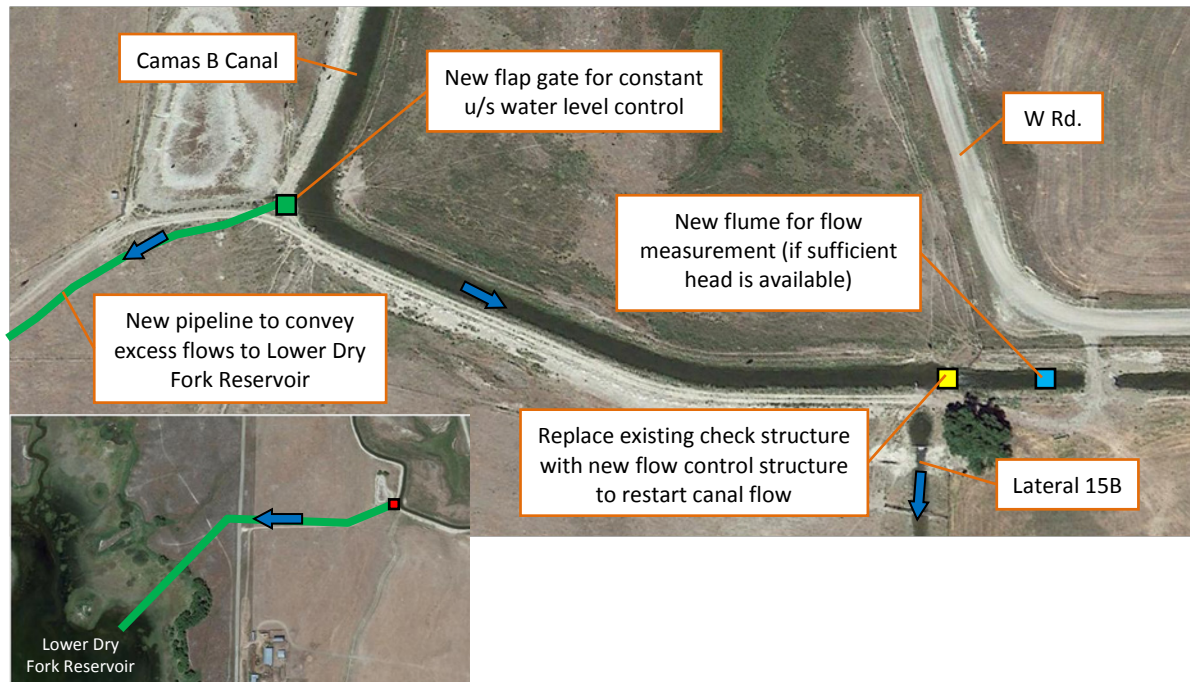 Camas B Canal
New flap gate for constant
u/s water level control
W Rd.
New flume for flow
measurement (if sufficient
head is available)
New pipeline to convey
excess flows to Lower Dry
Fork Reservoir
Replace existing check structure
with new flow control structure
to restart canal flow
Lateral 15B
Lower Dry
Fork Reservoir